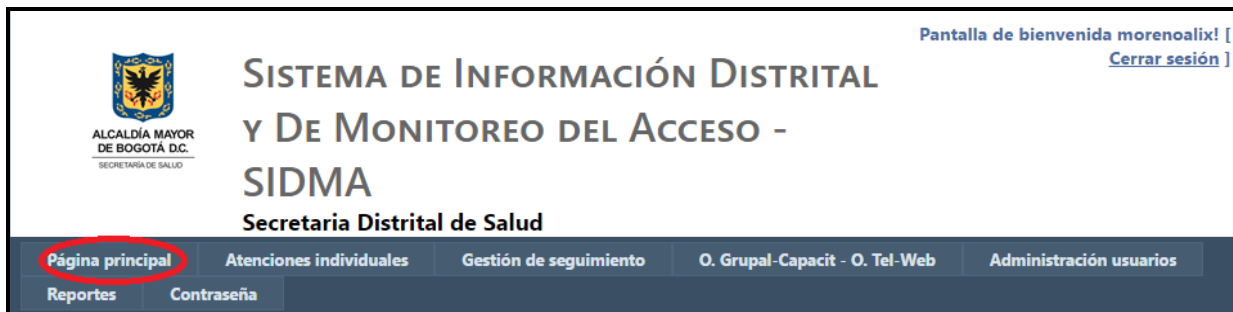 Pantalla de bienvenida morenoalix! [
Cerrar sesión ]
ALCALDÍA MAYOR
DE BOGOTÁ D.C.
SECRETARÍA DE SALUD
SISTEMA DE INFORMACIÓN DISTRITAL
Y DE MONITOREO DEL ACCESO -
SIDMA
Secretaria Distrital de Salud
Página principal Atenciones individuales Gestión de seguimiento O. Grupal-Capacit - O. Tel-Web Administración usuarios
Reportes Contraseña